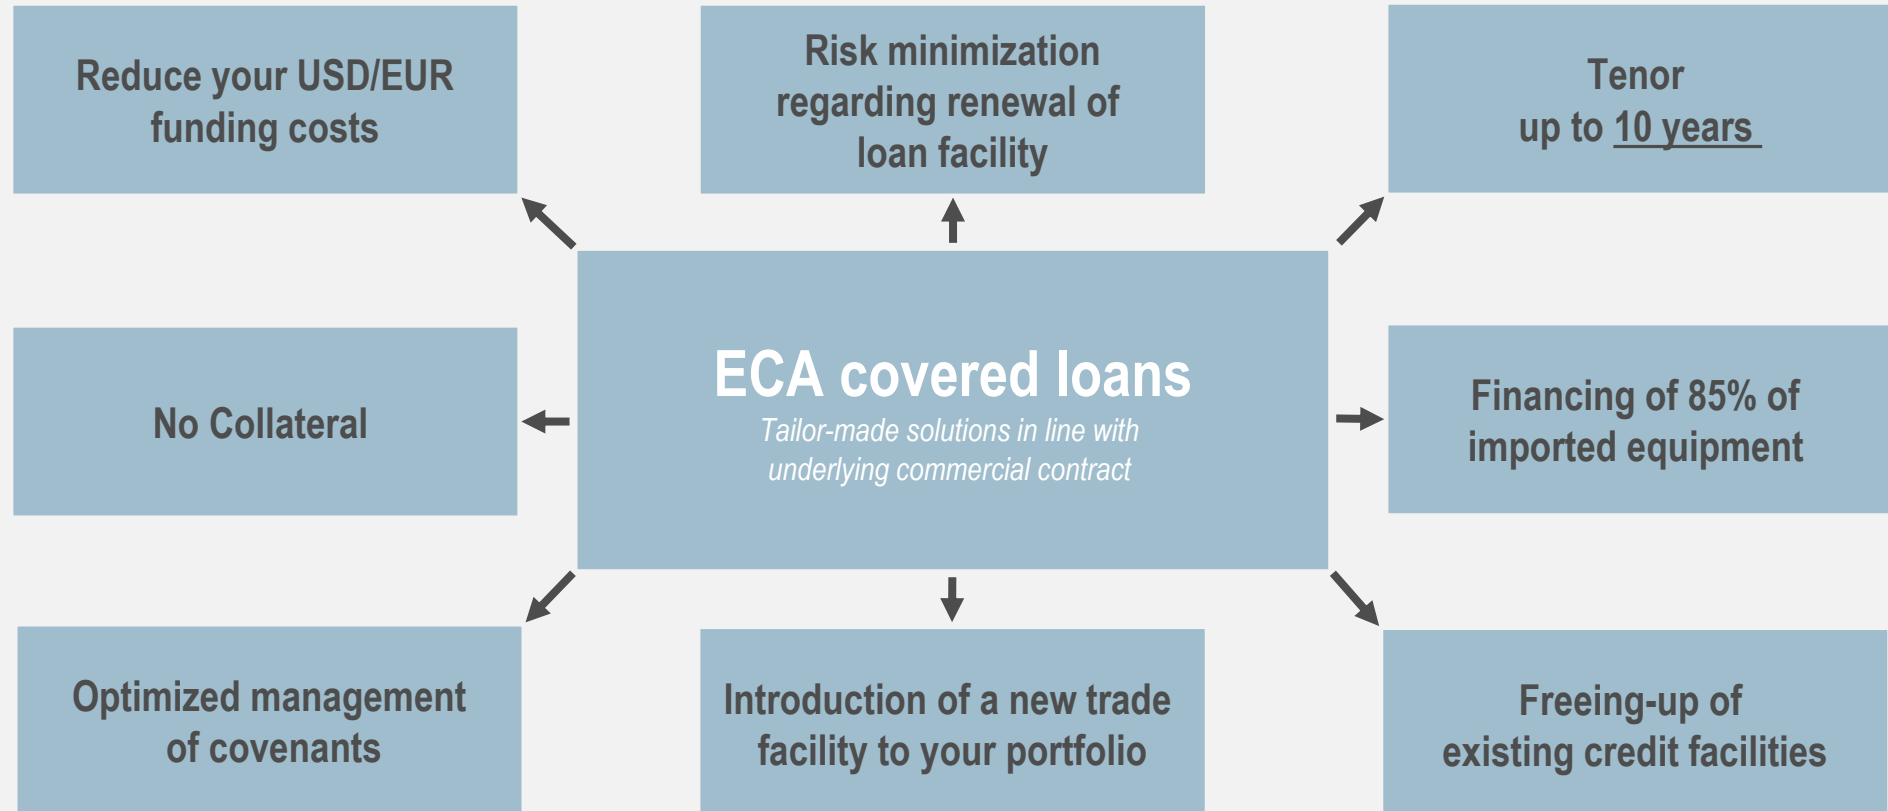 Reduce your USD/EUR
funding costs
Risk minimization
regarding renewal of
loan facility
Tenor
up to 10 years
No Collateral
ECA covered loans
Tailor-made solutions in line with
underlying commercial contract
Financing of 85% of
imported equipment
Optimized management
of covenants
Introduction of a new trade
facility to your portfolio
Freeing-up of
existing credit facilities